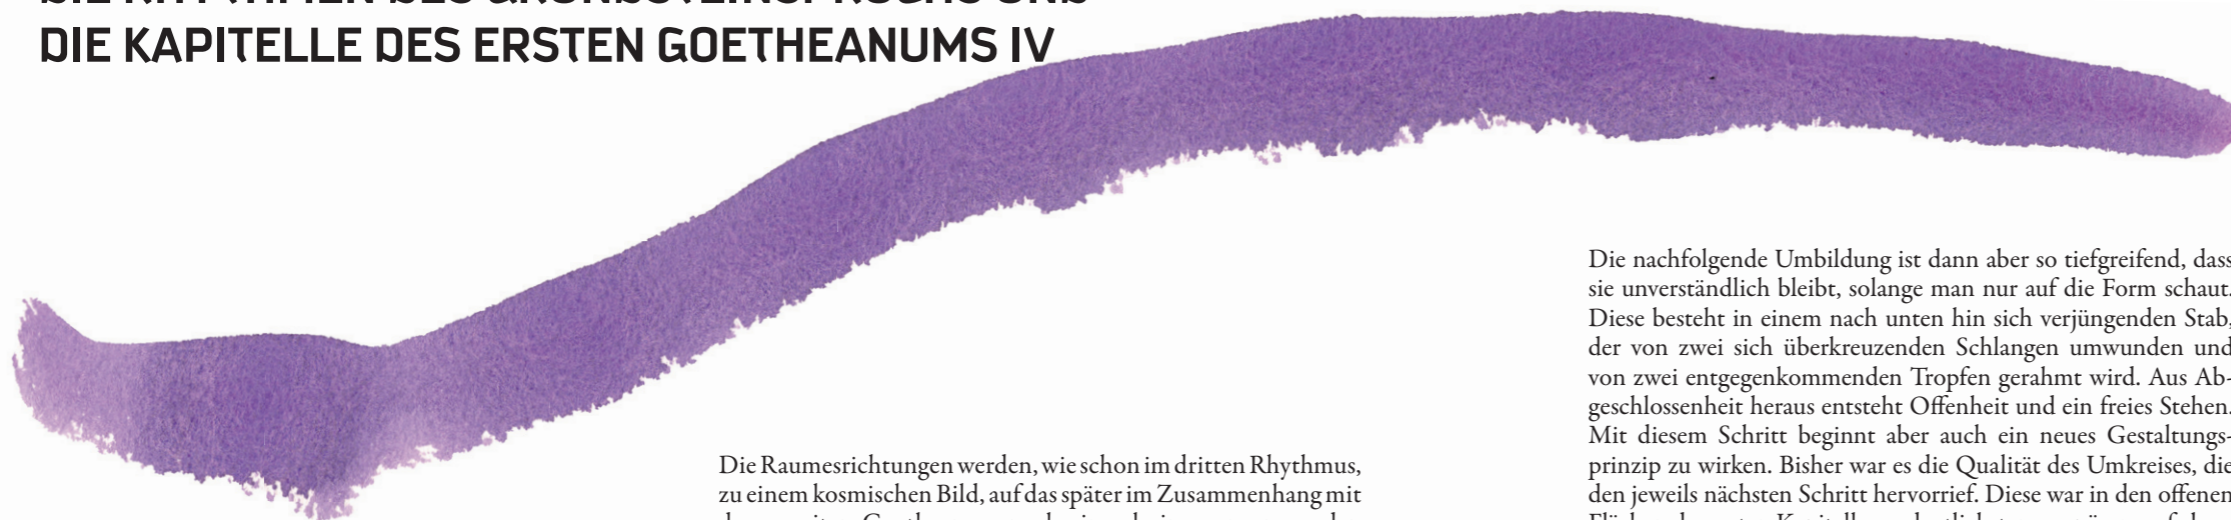 DIE RHYTHMEN DES GRUNDSTEINSPRUCHS UND
DIE KAPITELLE DES ERSTEN GOETHEANUMS IV
Die Raumesrichtungen werden, wie schon im dritten Rhythmus,
zu einem kosmischen Bild, auf das später im Zusammenhang mit
Die nachfolgende Umbildung ist dann aber so tiefgreifend, dass
sie unverständlich bleibt, solange man nur auf die Form schaut.
Diese besteht in einem nach unten hin sich verjüngenden Stab,
der von zwei sich überkreuzenden Schlangen umwunden und
von zwei entgegenkommenden Tropfen gerahmt wird. Aus Ab-
geschlossenheit heraus entsteht Offenheit und ein freies Stehen.
Mit diesem Schritt beginnt aber auch ein neues Gestaltungs-
prinzip zu wirken. Bisher war es die Qualität des Umkreises, die
den jeweils nächsten Schritt hervorrief. Diese war in den offenen